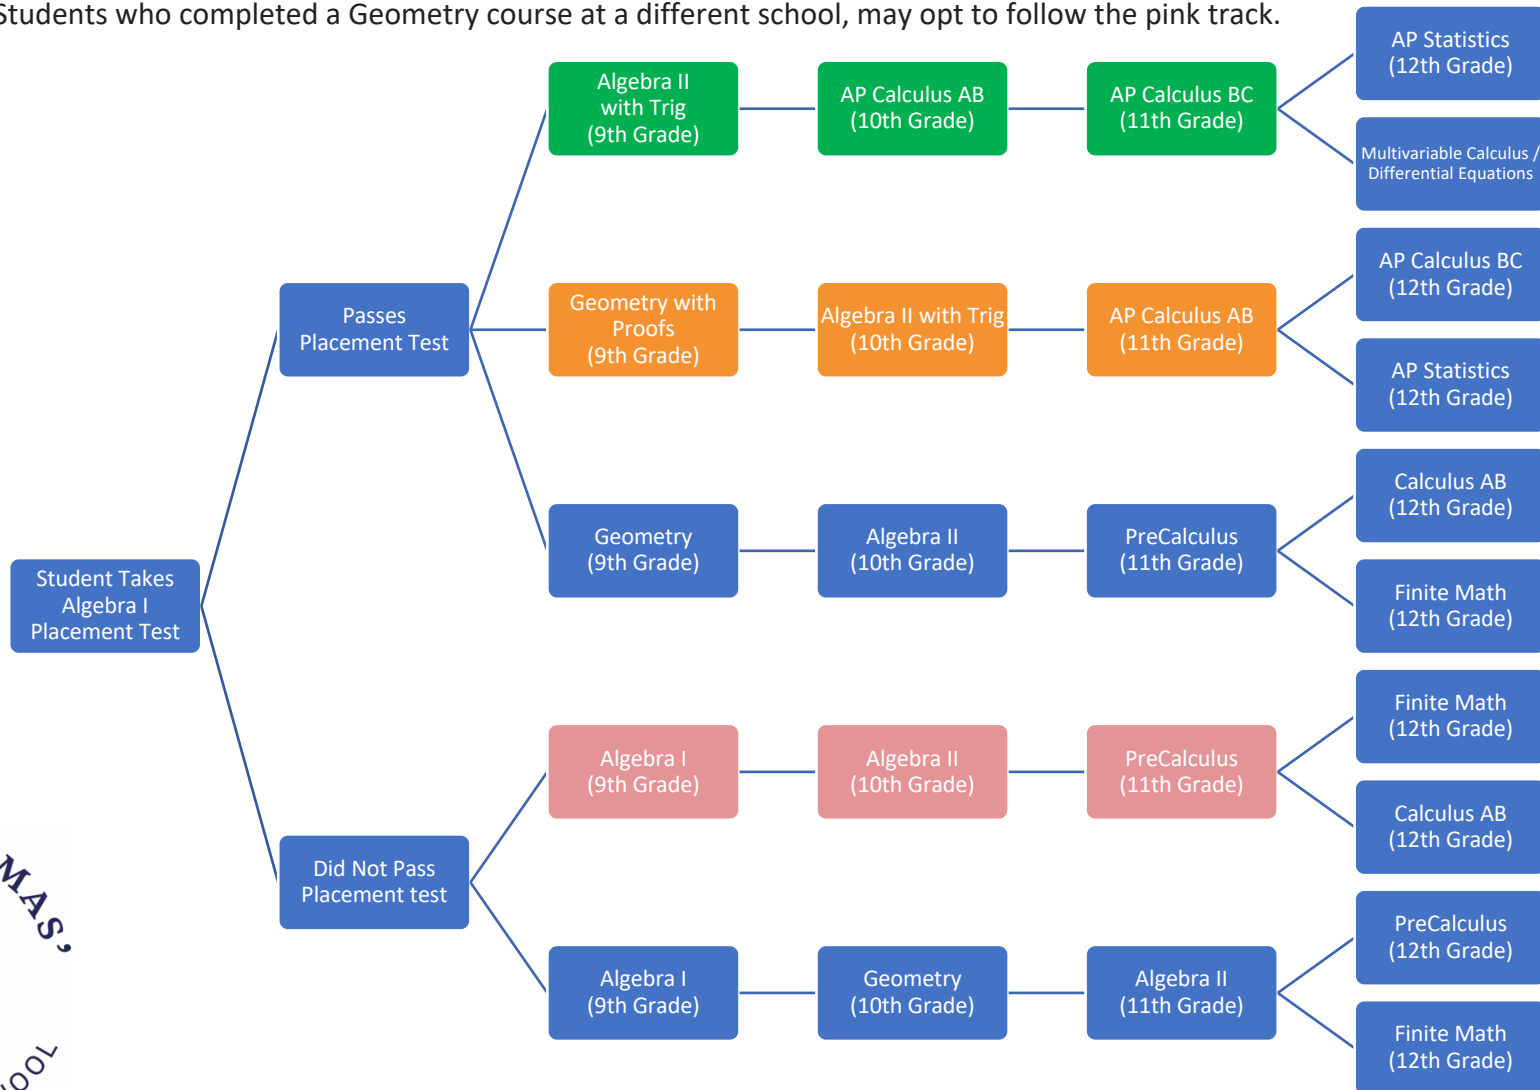 Students who completed a Geometry course at a different school, may opt to follow the pink track.
Student Takes
Algebra I
Placement Test
Passes
Placement Test
Algebra II
with Trig
(9th Grade)
AP Calculus AB
(10th Grade)
AP Calculus BC
(11th Grade)
AP Statistics
(12th Grade)
Multivariable Calculus /
Differential Equations
Geometry with
Proofs
(9th Grade)
Algebra II with Trig
(10th Grade)
AP Calculus AB
(11th Grade)
AP Calculus BC
(12th Grade)
AP Statistics
(12th Grade)
Geometry
(9th Grade)
Algebra II
(10th Grade)
PreCalculus
(11th Grade)
Calculus AB
(12th Grade)
Finite Math
(12th Grade)
Did Not Pass
Placement test
Algebra I
(9th Grade)
Algebra II
(10th Grade)
PreCalculus
(11th Grade)
Finite Math
(12th Grade)
Calculus AB
(12th Grade)
Algebra I
(9th Grade)
Geometry
(10th Grade)
Algebra II
(11th Grade)
PreCalculus
(12th Grade)
Finite Math
(12th Grade)
MAS'
OOL